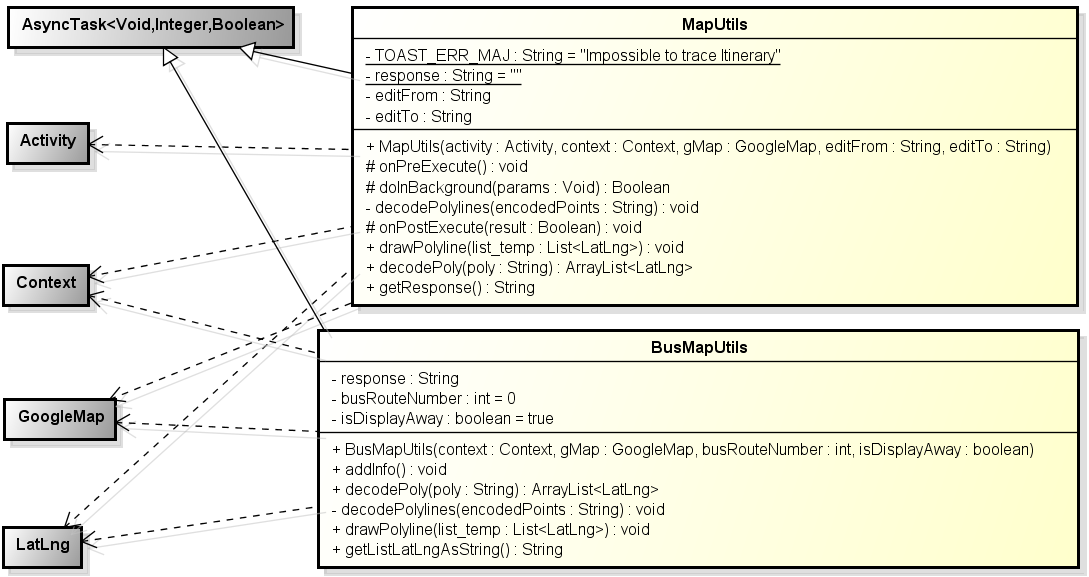 AsyncTask<Void,Integer,Boolean>
MapUtils
- TOAST_ERR_MAJ : String = "Impossible to trace Itinerary"
- response : String = ""
- editFrom : String
- editTo : String
+ MapUtils(activity : Activity, context : Context, gMap : GoogleMap, editFrom : String, editTo : String)
# onPreExecute() : void
# doInBackground(params : Void) : Boolean
- decodePolylines(encodedPoints : String) : void
# onPostExecute(result : Boolean) : void
+ drawPolyline(list_temp : List<LatLng>) : void
+ decodePoly(poly : String) : ArrayList<LatLng>
+ getResponse() : String
Activity
Context
GoogleMap
LatLng
BusMapUtils
- response : String
- busRouteNumber : int = 0
- isDisplayAway : boolean = true
+ BusMapUtils(context : Context, gMap : GoogleMap, busRouteNumber : int, isDisplayAway : boolean)
+ addInfo() : void
+ decodePoly(poly : String) : ArrayList<LatLng>
- decodePolylines(encodedPoints : String) : void
+ drawPolyline(list_temp : List<LatLng>) : void
+ getListLatLngAsString() : String